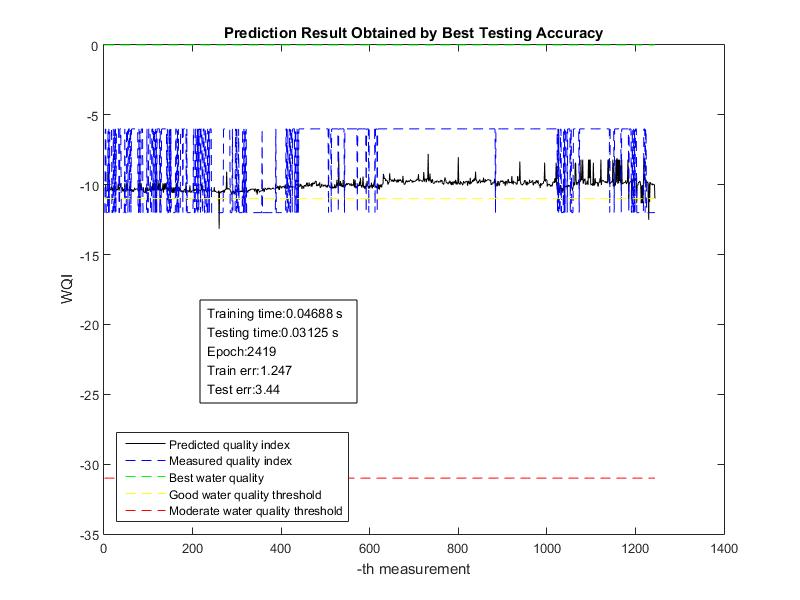 Prediction Result Obtained by Best Testing Accuracy
0
-5
-10
-15
-20
-25
-30
-35
WQI
Training time:0.04688 s
Testing time:0.03125 s
Epoch:2419
Train err:1.247
Test err:3.44
Predicted quality index
Measured quality index
Best water quality
Good water quality threshold
Moderate water quality threshold
0 200 400 600 800 1000 1200 1400
-th measurement